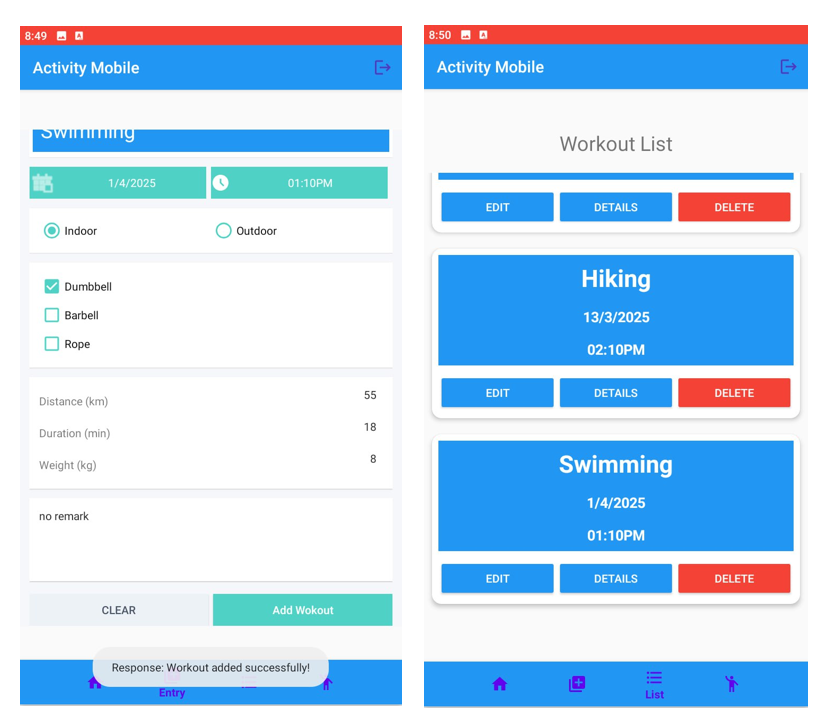 8:49
Activity Mobile
Swimming
1/4/2025
01:10PM
Indoor
Outdoor
Dumbbell
Barbell
Rope
Distance (km)
55
Duration (min)
18
Weight (kg)
8
no remark
CLEAR
Add Wokout
Response: Workout added successfully!
Entry
8:50
Activity Mobile
Workout List
EDIT
DETAILS
DELETE
Hiking
13/3/2025
02:10PM
EDIT
DETAILS
DELETE
Swimming
1/4/2025
01:10PM
EDIT
DETAILS
DELETE
List